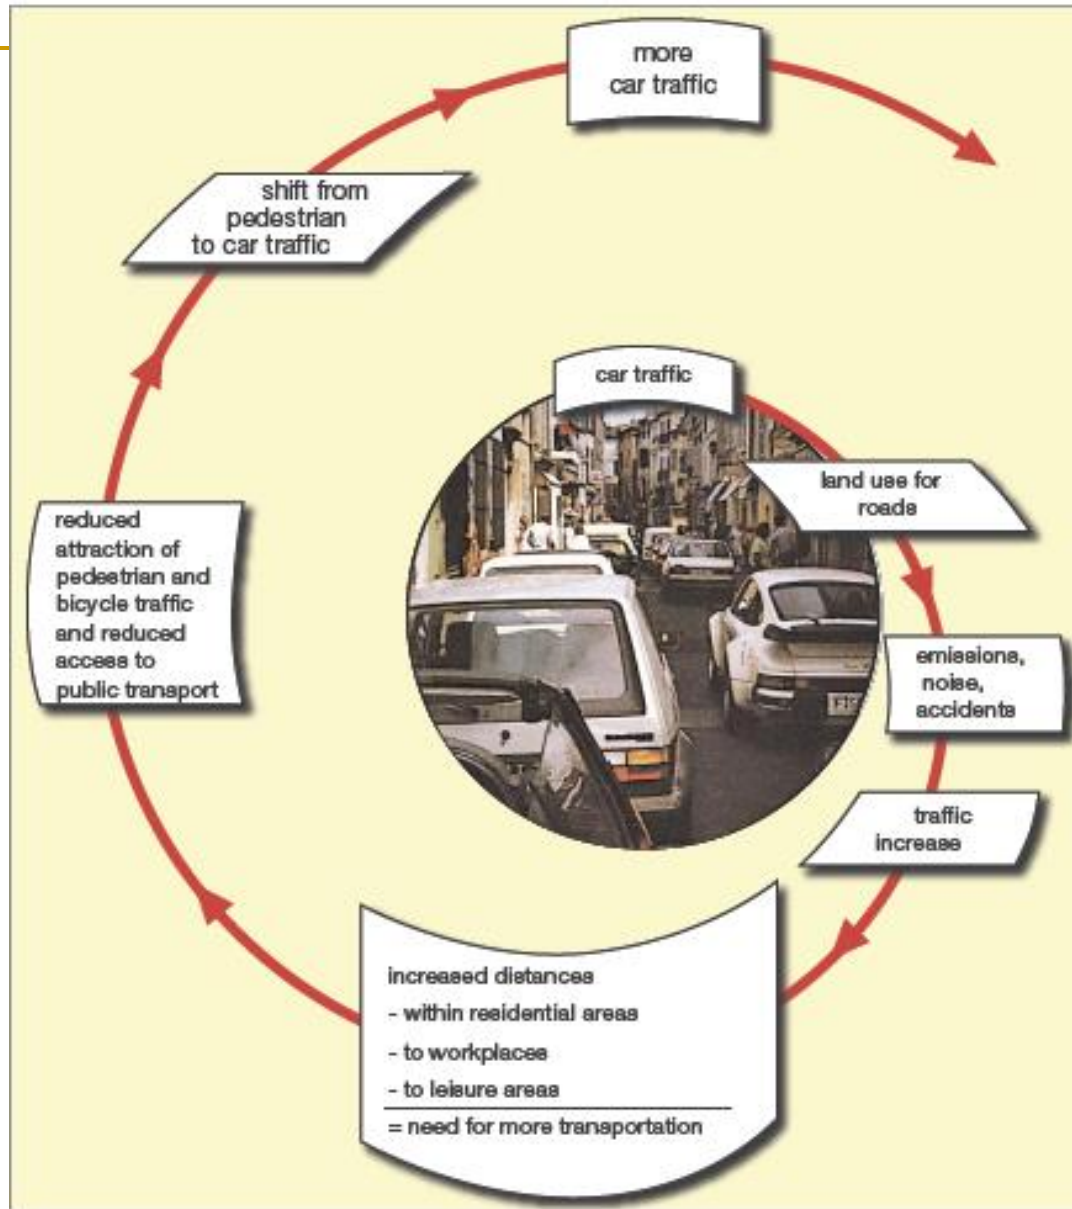 more
car traffic
shift from
pedestrian
to car traffic
car traffic
land use for
roads
emissions,
noise,
accidents
traffic
increase
increased distances
- within residential areas
- to workplaces
- to leisure areas
= need for more transportation
reduced
attraction of
pedestrian and
bicycle traffic
and reduced
access to
public transport